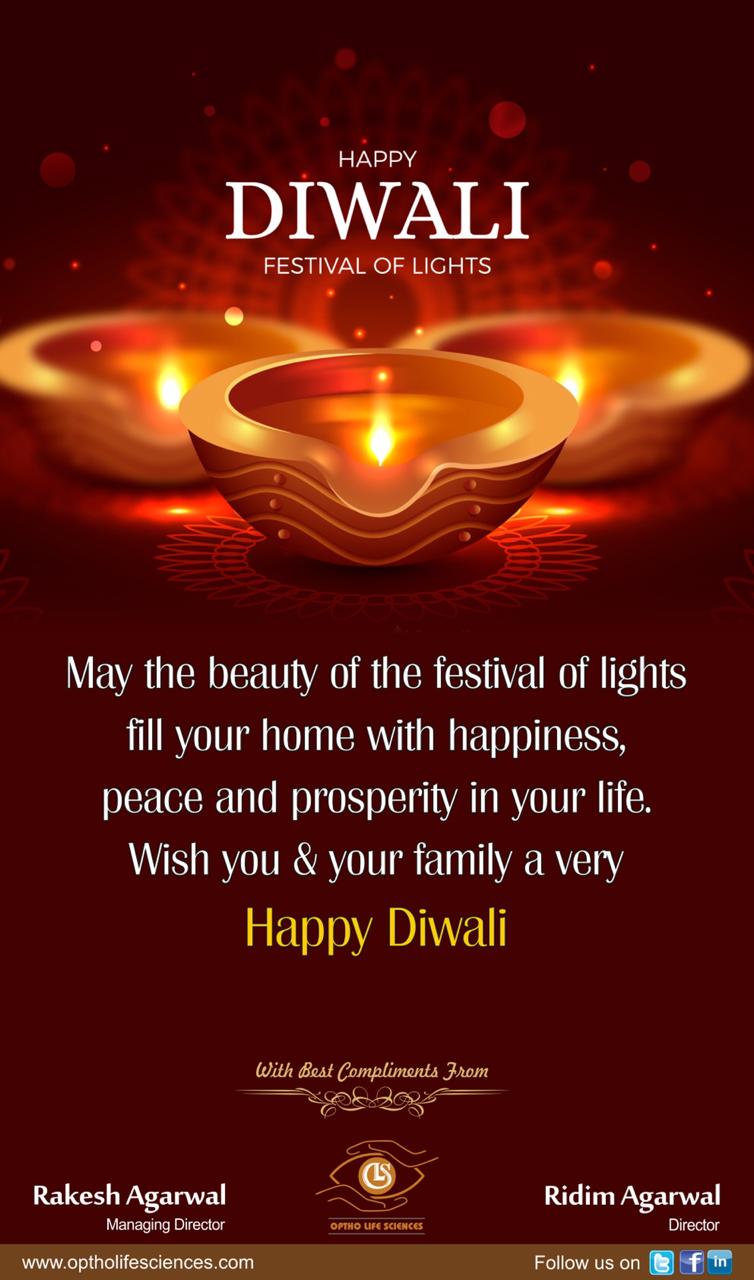 HAPPY
DIWALI
FESTIVAL OF LIGHTS
May the beauty of the festival of lights
fill your home with happiness,
peace and prosperity in your life.
Wish you & your family a very
Happy Diwali
With Best Compliments From
OLS
OPTHO LIFE SCIENCES
Rakesh Agarwal
Managing Director
Ridim Agarwal
Director
www.optholifesciences.com
Follow us on